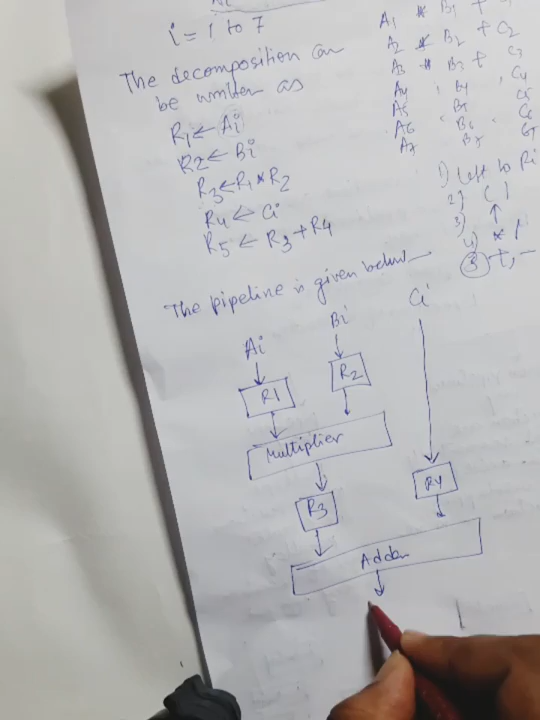 i = 1 to 7
The decomposition can
be written as
R1 ← Ai
R2 ← Bi
R3 ← R1 * R2
R4 ← Ci
R5 ← R3 + R4
A1 * B1 +
A2 * B2 + C2
A3 * B3 + C3
A4 , B4 , C4
A5 B5 C5
A6 B6 C6
A7 B7 C7
1) Left to Ri
2) ( )
3) ↑
4) * /
5 +, -
The pipeline is given below
Ai Bi Ci
R1 R2
Multiplier
R3 R4
Adder